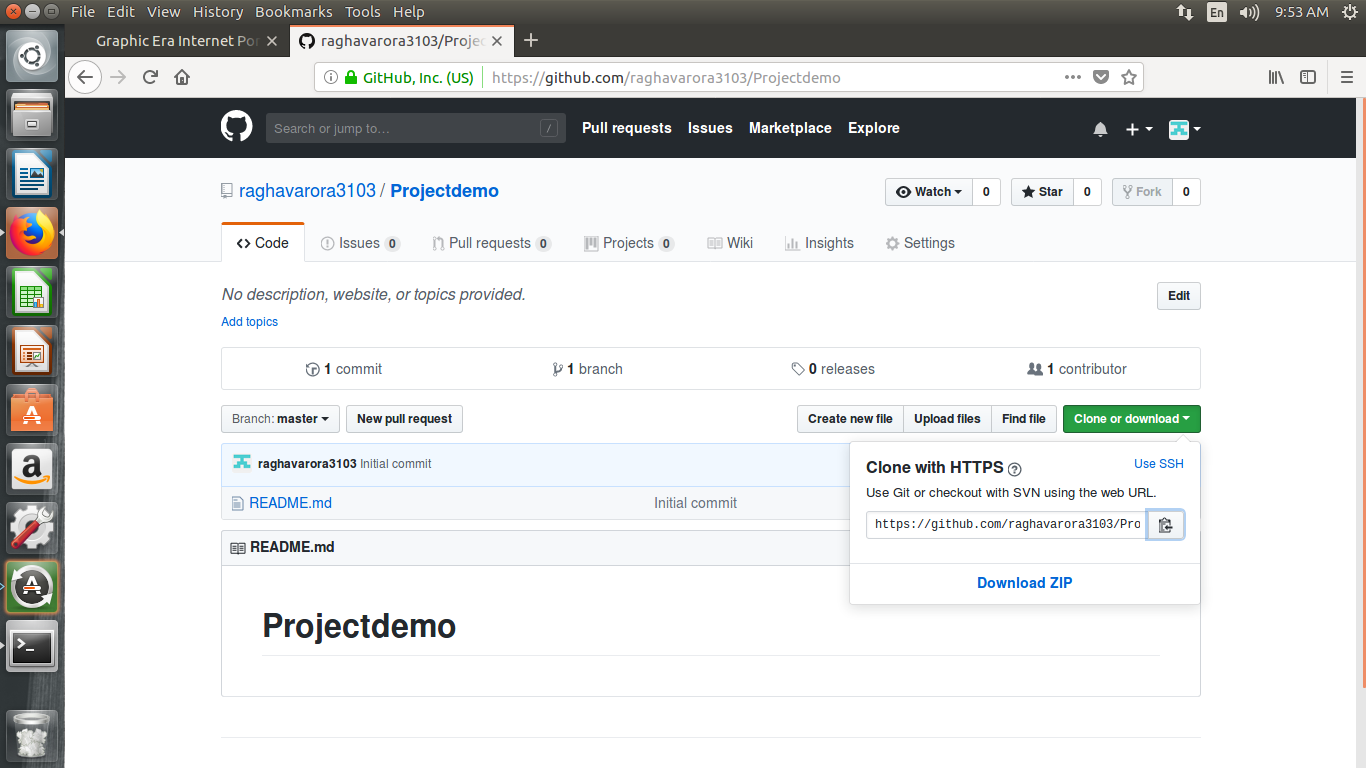 File Edit View History Bookmarks Tools Help
En 9:53 AM
Graphic Era Internet Por
raghavarora3103/Projec
GitHub, Inc. (US) https://github.com/raghavarora3103/Projectdemo
Search or jump to... / Pull requests Issues Marketplace Explore
raghavarora3103 / Projectdemo
Watch 0 Star 0 Fork 0
Code Issues 0 Pull requests 0 Projects 0 Wiki Insights Settings
No description, website, or topics provided. Edit
Add topics
1 commit 1 branch 0 releases 1 contributor
Branch: master New pull request Create new file Upload files Find file Clone or download
raghavarora3103 Initial commit
README.md Initial commit
Clone with HTTPS ? Use SSH
Use Git or checkout with SVN using the web URL.
https://github.com/raghavarora3103/Pro
Download ZIP
README.md
Projectdemo